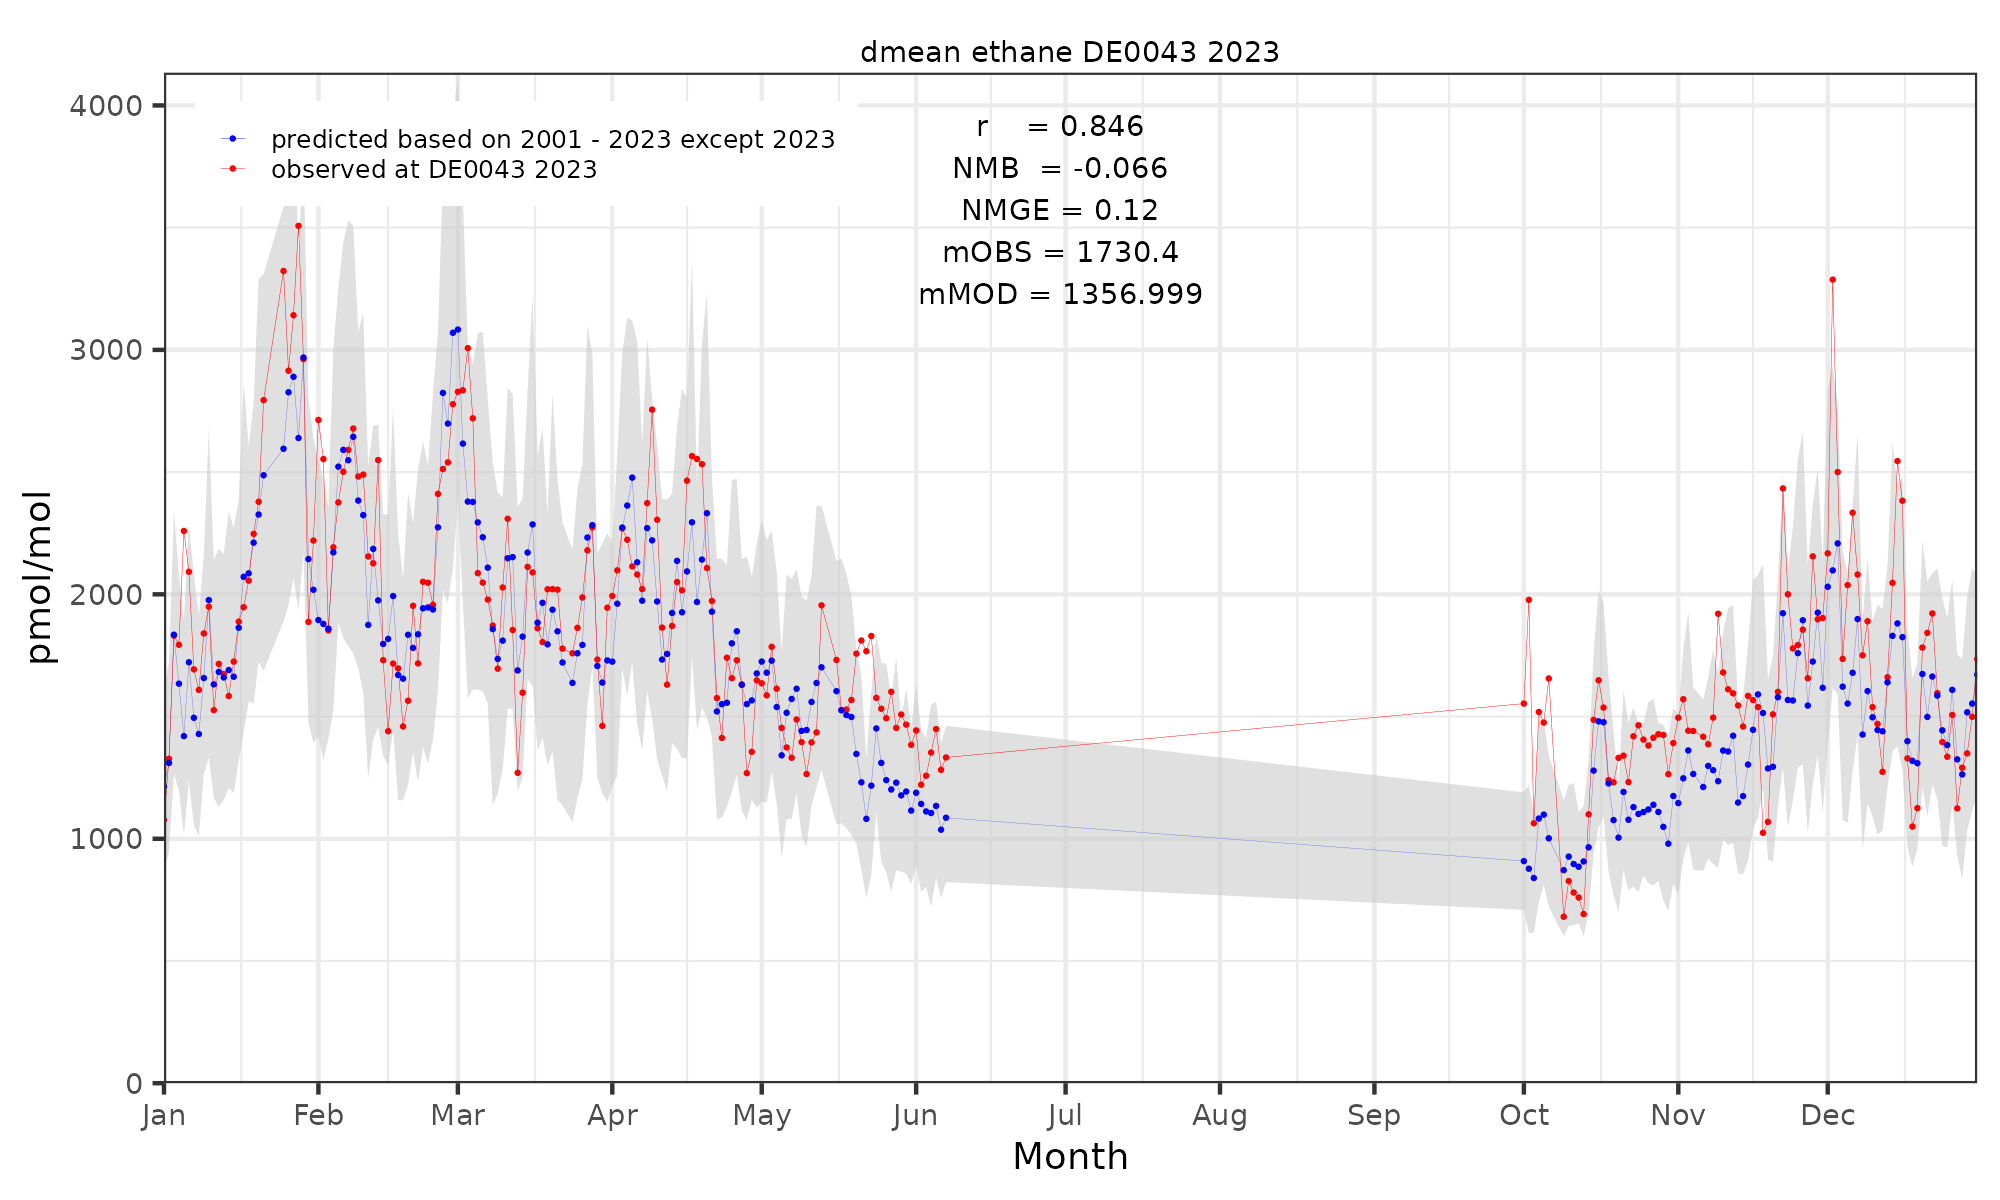 dmean ethane DE0043 2023
4000
3000
2000
1000
0
pmol/mol
predicted based on 2001 - 2023 except 2023
observed at DE0043 2023
r = 0.846
NMB = -0.066
NMGE = 0.12
mOBS = 1730.4
mMOD = 1356.999
Jan Feb Mar Apr May Jun Jul Aug Sep Oct Nov Dec
Month